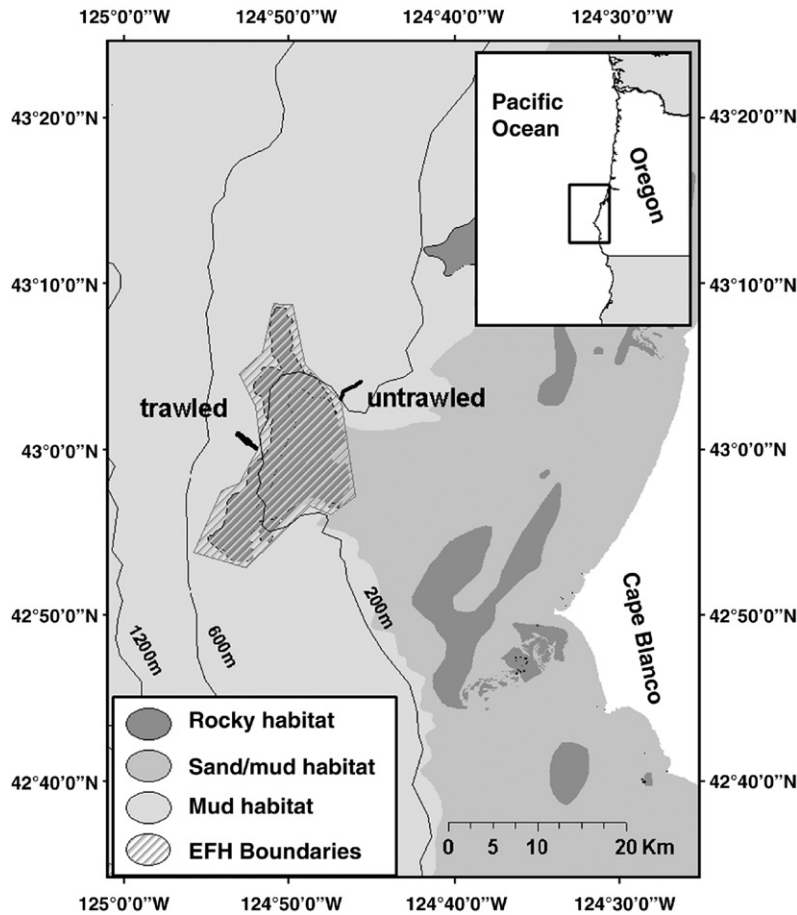 125°0'0"W 124°50'0"W 124°40'0"W 124°30'0"W
43°20'0"N
43°20'0"N
Pacific
Ocean
Oregon
43°10'0"N
43°10'0"N
trawled
untrawled
43°0'0"N
43°0'0"N
42°50'0"N
42°50'0"N
1200m
600m
200m
Cape Blanco
Rocky habitat
Sand/mud habitat
Mud habitat
EFH Boundaries
42°40'0"N
42°40'0"N
0 5 10 20 Km
125°0'0"W 124°50'0"W 124°40'0"W 124°30'0"W